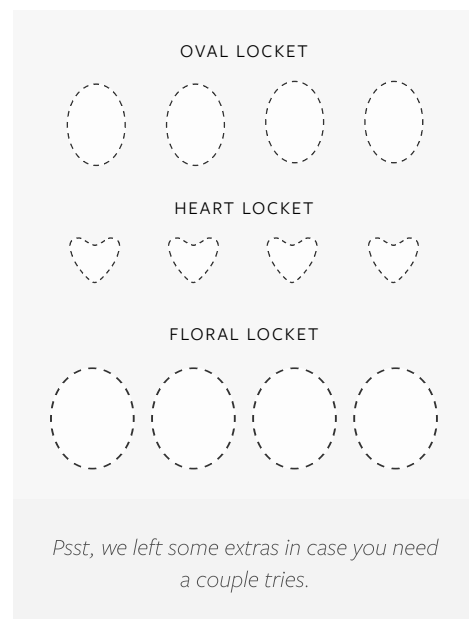 OVAL LOCKET
HEART LOCKET
FLORAL LOCKET
Psst, we left some extras in case you need
a couple tries.